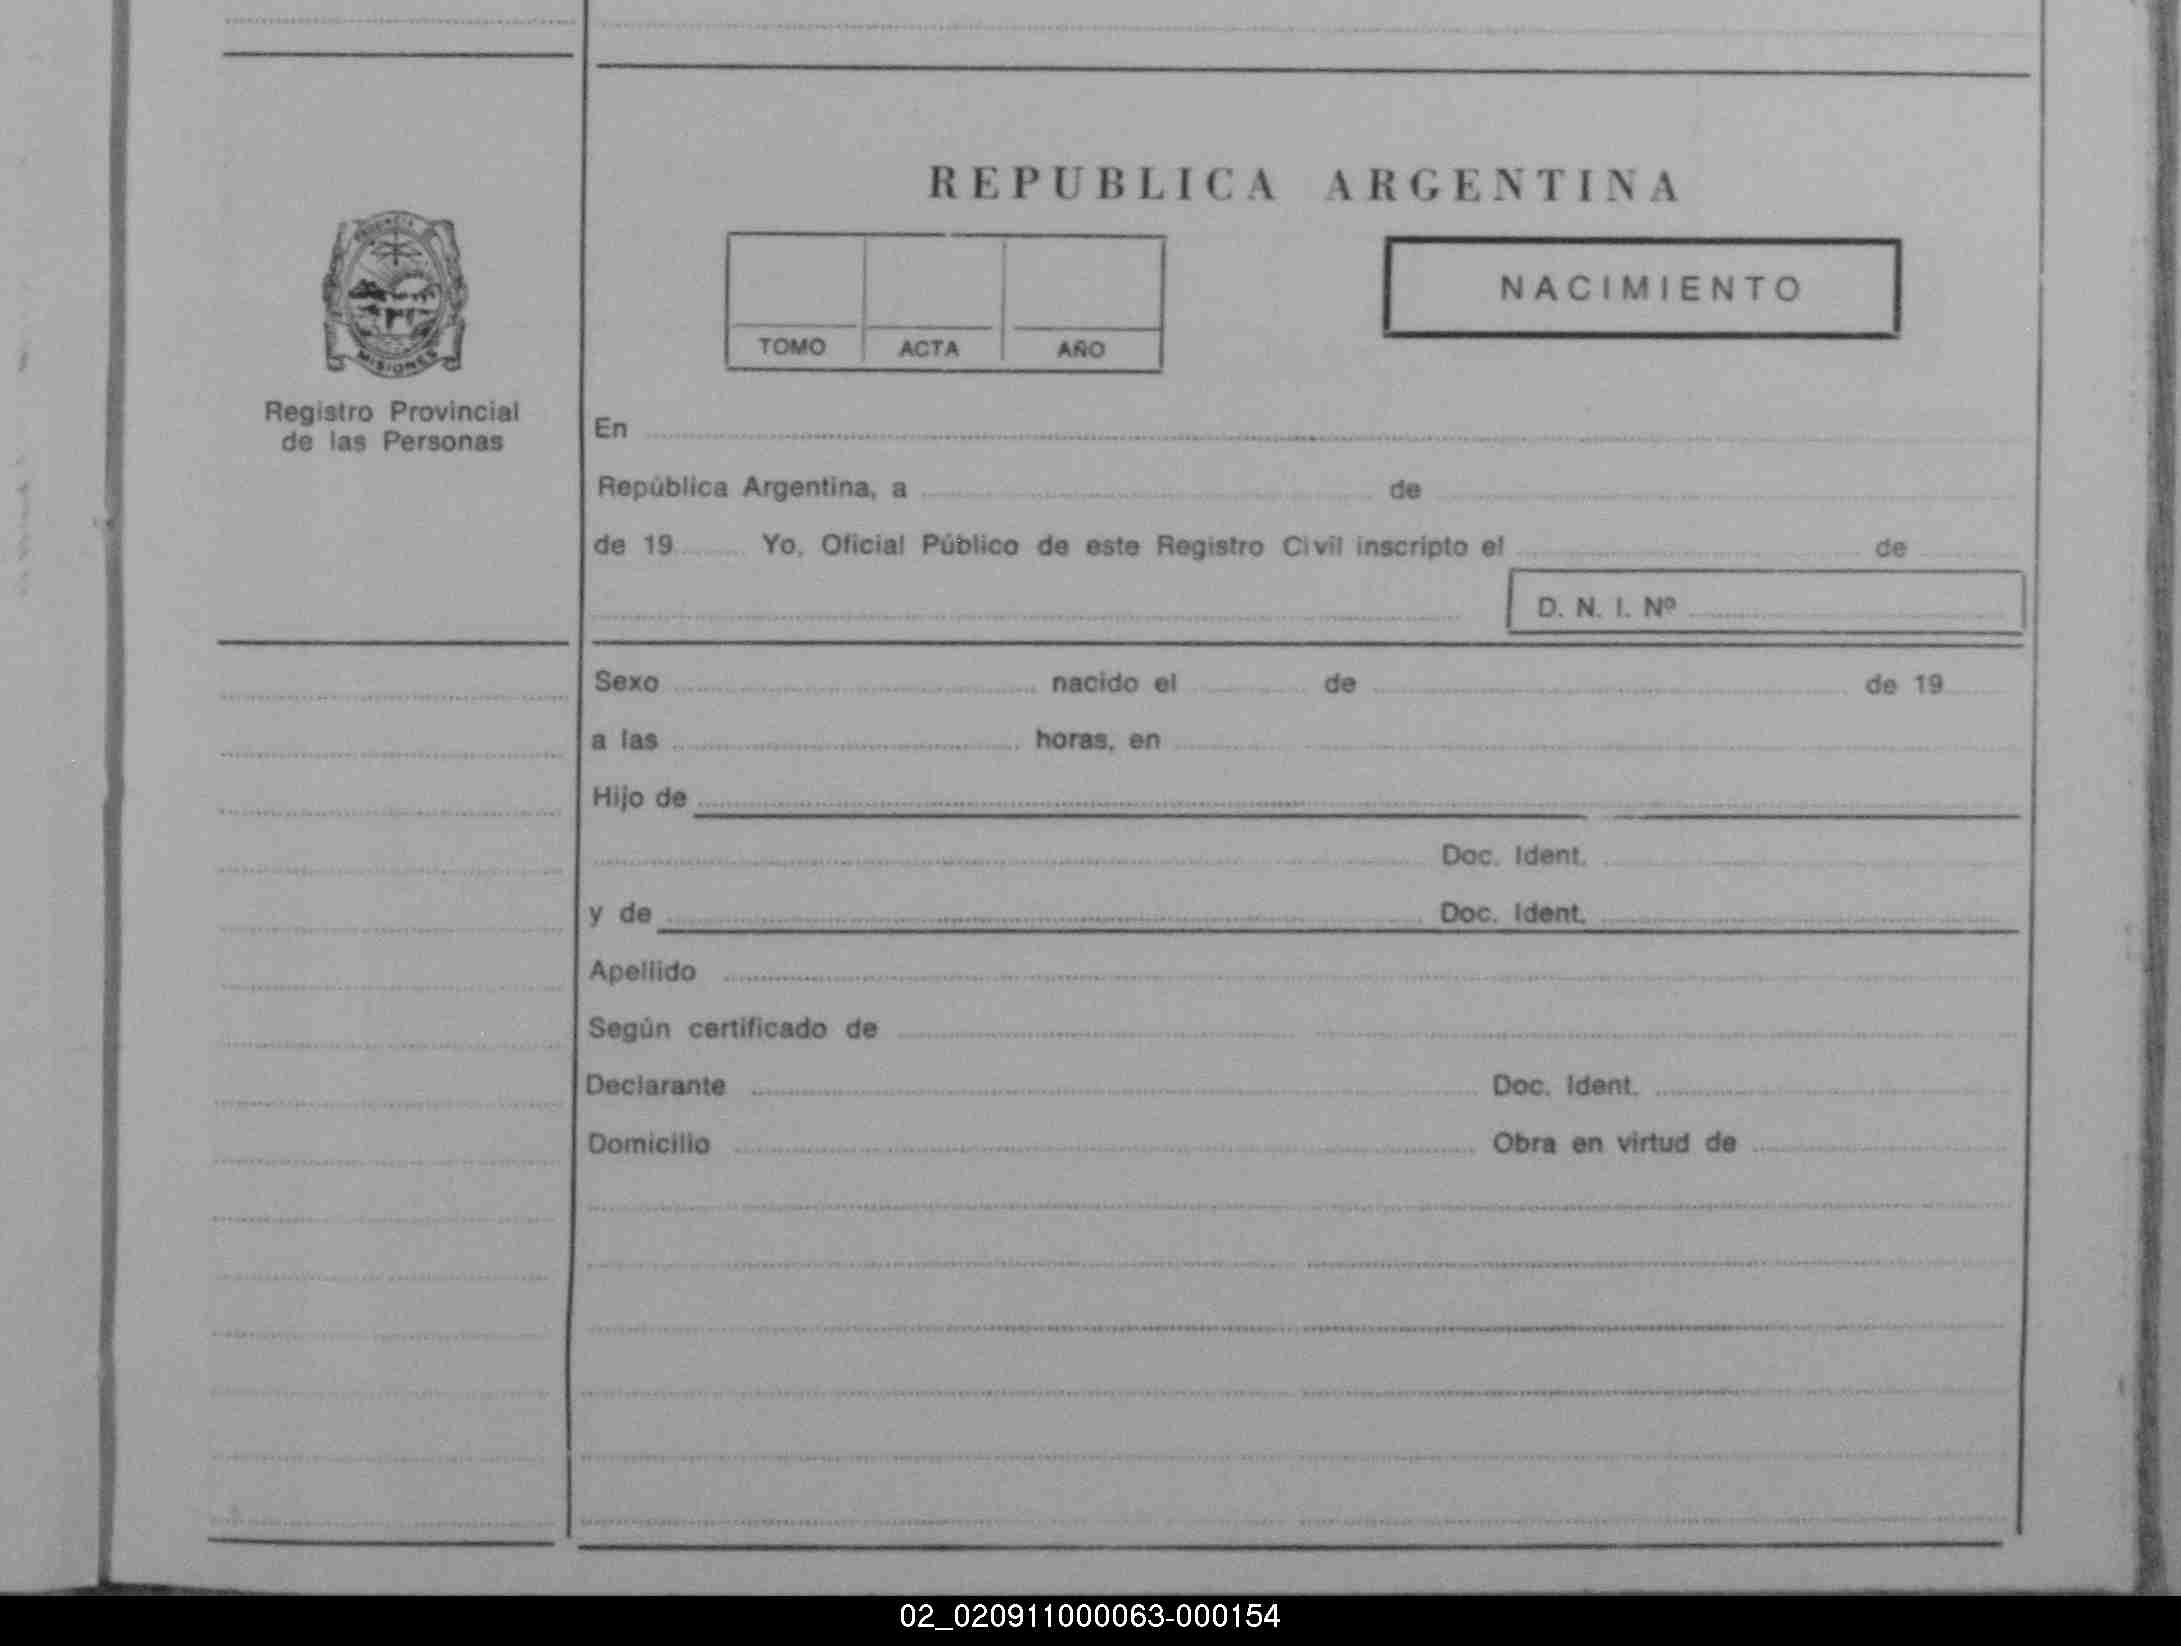 REPUBLICA ARGENTINA
PROVINCIA
MISIONES
Registro Provincial
de las Personas
TOMO ACTA AÑO
NACIMIENTO
En
República Argentina, a de
de 19 Yo, Oficial Público de este Registro Civil inscripto el de
D. N. I. Nº
Sexo nacido el de de 19
a las horas, en
Hijo de
Doc. Ident.
y de Doc. Ident.
Apellido
Según certificado de
Declarante Doc. Ident.
Domicilio Obra en virtud de
02_020911000063-000154